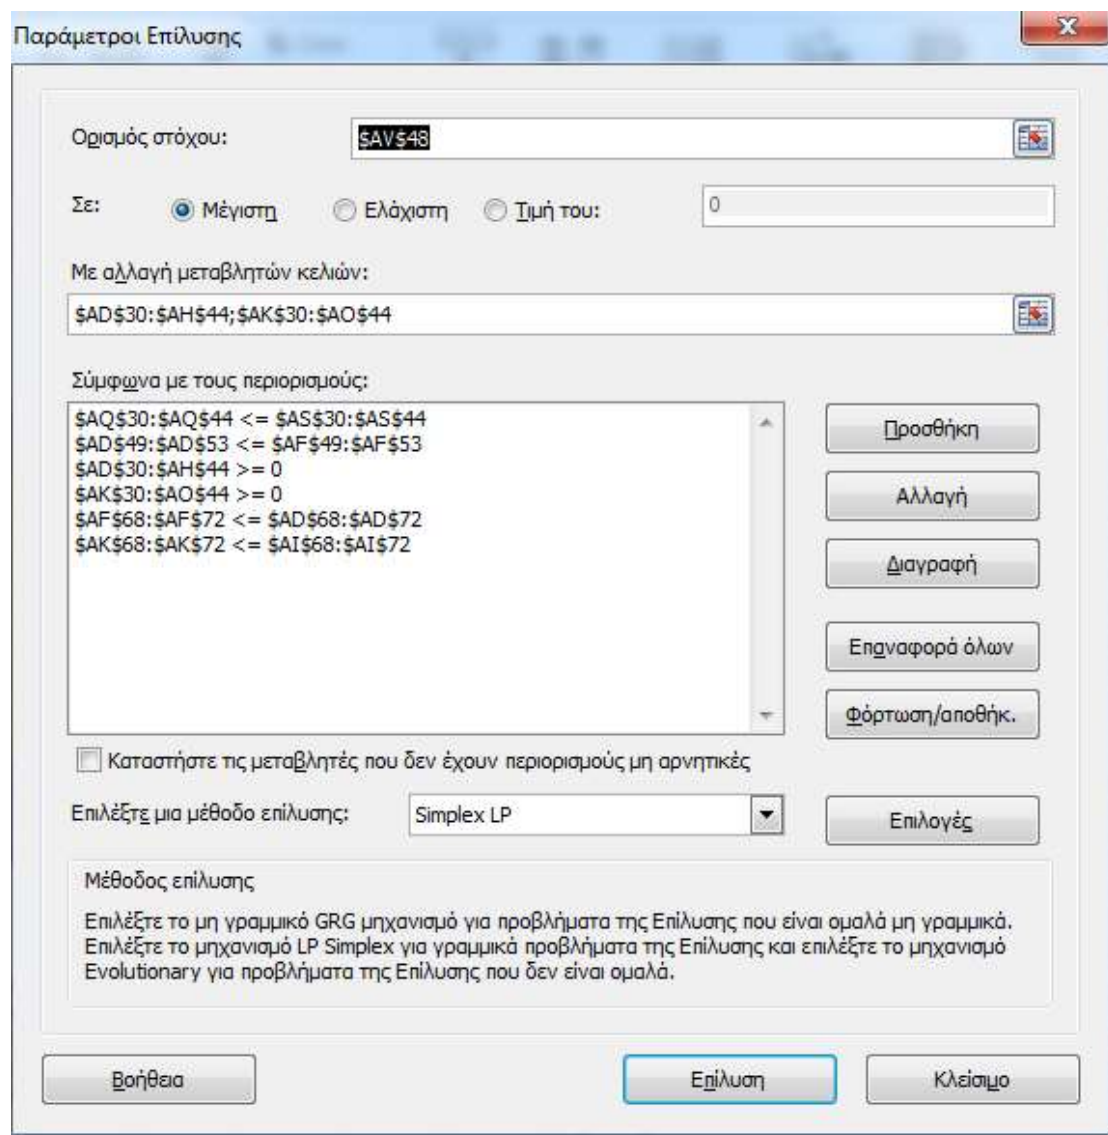 Παράμετροι Επίλυσης
Ορισμός στόχου:
$AV$48
Σε:
Μέγιστη
Ελάχιστη
Τιμή του:
0
Με αλλαγή μεταβλητών κελιών:
$AD$30:$AH$44;$AK$30:$AO$44
Σύμφωνα με τους περιορισμούς:
$AQ$30:$AQ$44 <= $AS$30:$AS$44
$AD$49:$AD$53 <= $AF$49:$AF$53
$AD$30:$AH$44 >= 0
$AK$30:$AO$44 >= 0
$AF$68:$AF$72 <= $AD$68:$AD$72
$AK$68:$AK$72 <= $AI$68:$AI$72
Προσθήκη
Αλλαγή
Διαγραφή
Επαναφορά όλων
Φόρτωση/αποθήκ.
Καταστήστε τις μεταβλητές που δεν έχουν περιορισμούς μη αρνητικές
Επιλέξτε μια μέθοδο επίλυσης:
Simplex LP
Επιλογές
Μέθοδος επίλυσης
Επιλέξτε το μη γραμμικό GRG μηχανισμό για προβλήματα της Επίλυσης που είναι ομαλά μη γραμμικά.
Επιλέξτε το μηχανισμό LP Simplex για γραμμικά προβλήματα της Επίλυσης και επιλέξτε το μηχανισμό
Evolutionary για προβλήματα της Επίλυσης που δεν είναι ομαλά.
Βοήθεια
Επίλυση
Κλείσιμο